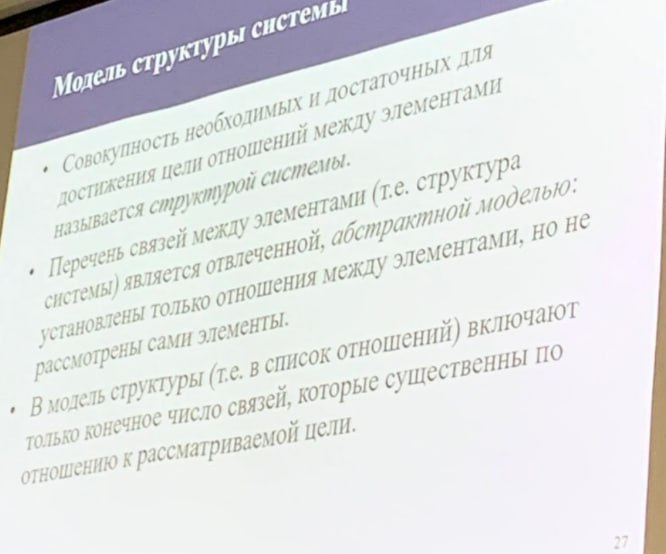 Модель структуры системы
• Совокупность необходимых и достаточных для
достижения цели отношений между элементами
называется структурой системы.
• Перечень связей между элементами (т.е. структура
системы) является отвлеченной, абстрактной моделью:
установлены только отношения между элементами, но не
рассмотрены сами элементы.
• В модель структуры (т.е. в список отношений) включают
только конечное число связей, которые существенны по
отношению к рассматриваемой цели.
27